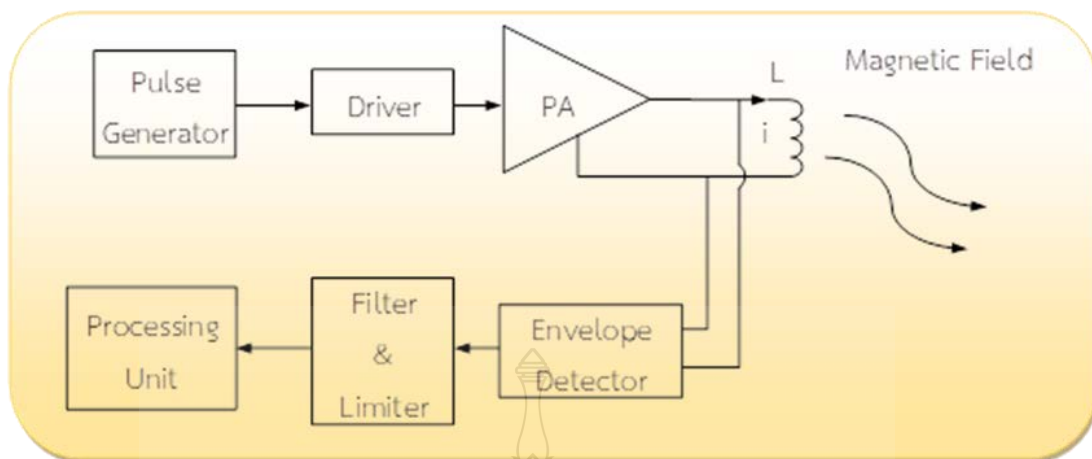 Pulse
Generator
Driver
PA
L
i
Magnetic Field
Processing
Unit
Filter
&
Limiter
Envelope
Detector